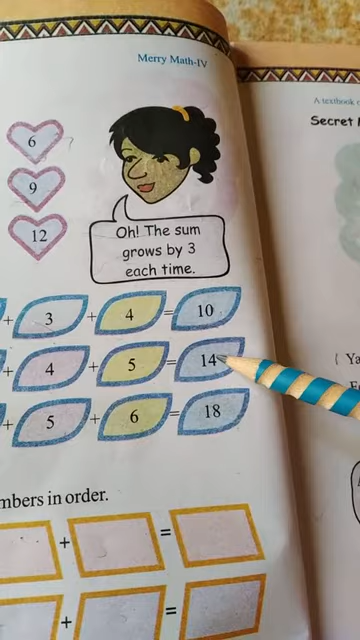 Merry Math-IV
A textbook
Secret
6
9
12
Oh! The sum
grows by 3
each time.
+ 3 + 4 = 10
+ 4 + 5 = 14
+ 5 + 6 = 18
mbers in order.
+ =
+ =